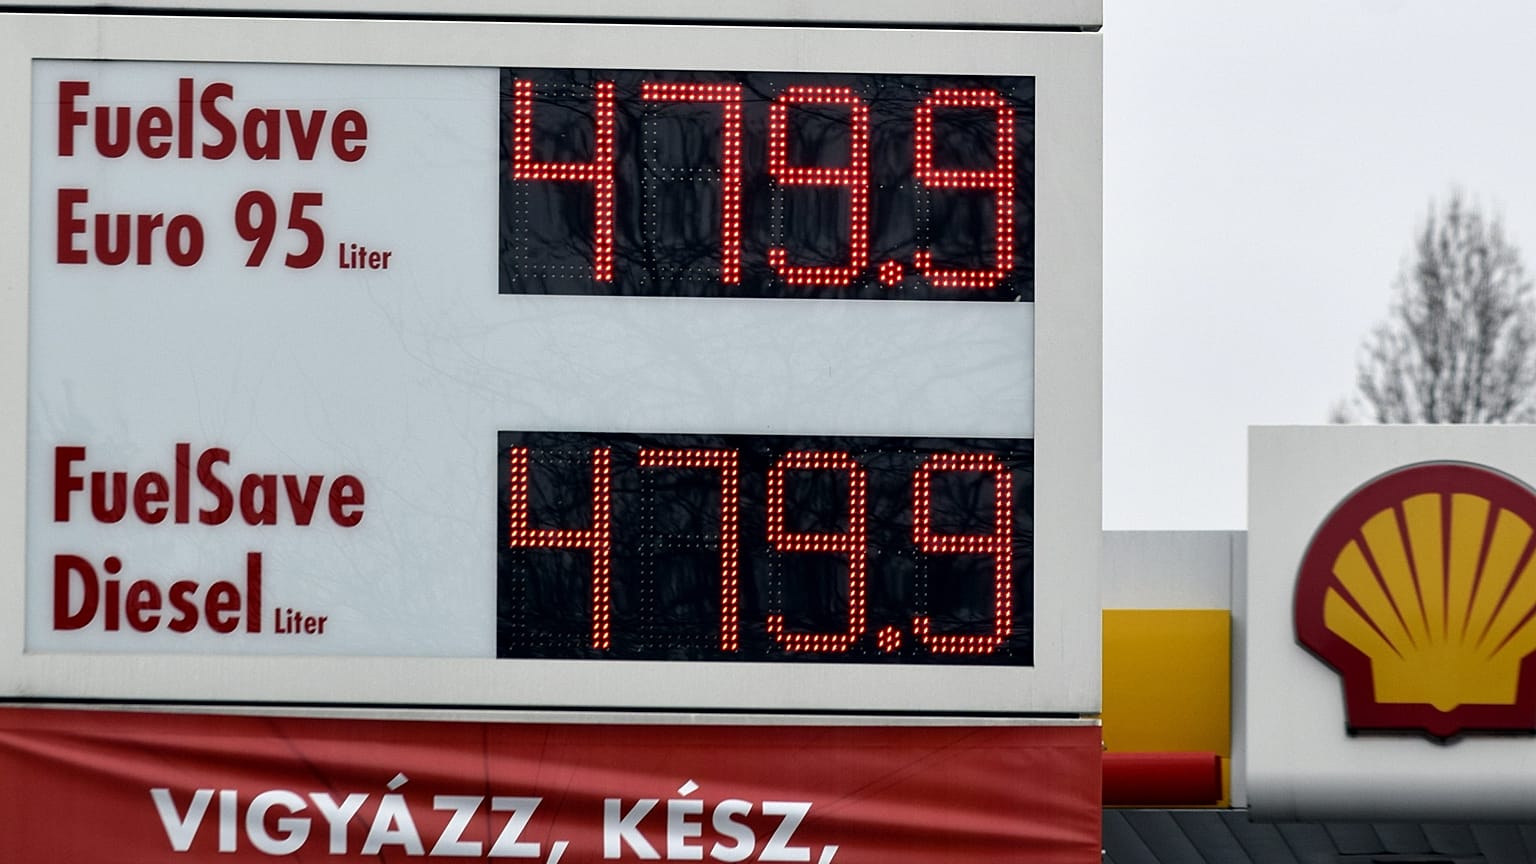 FuelSave
Euro 95 Liter
479.9
FuelSave
Diesel Liter
479.9
VIGYÁZZ, KÉSZ,